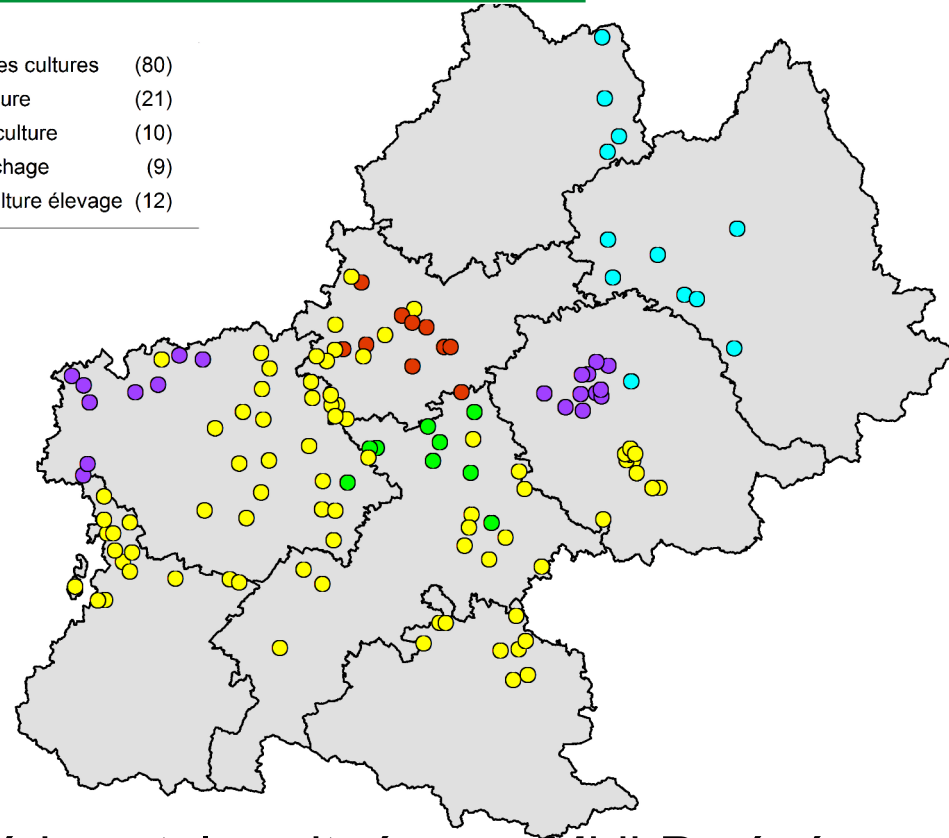 es cultures (80)
ure (21)
culture (10)
chage (9)
lture élevage (12)